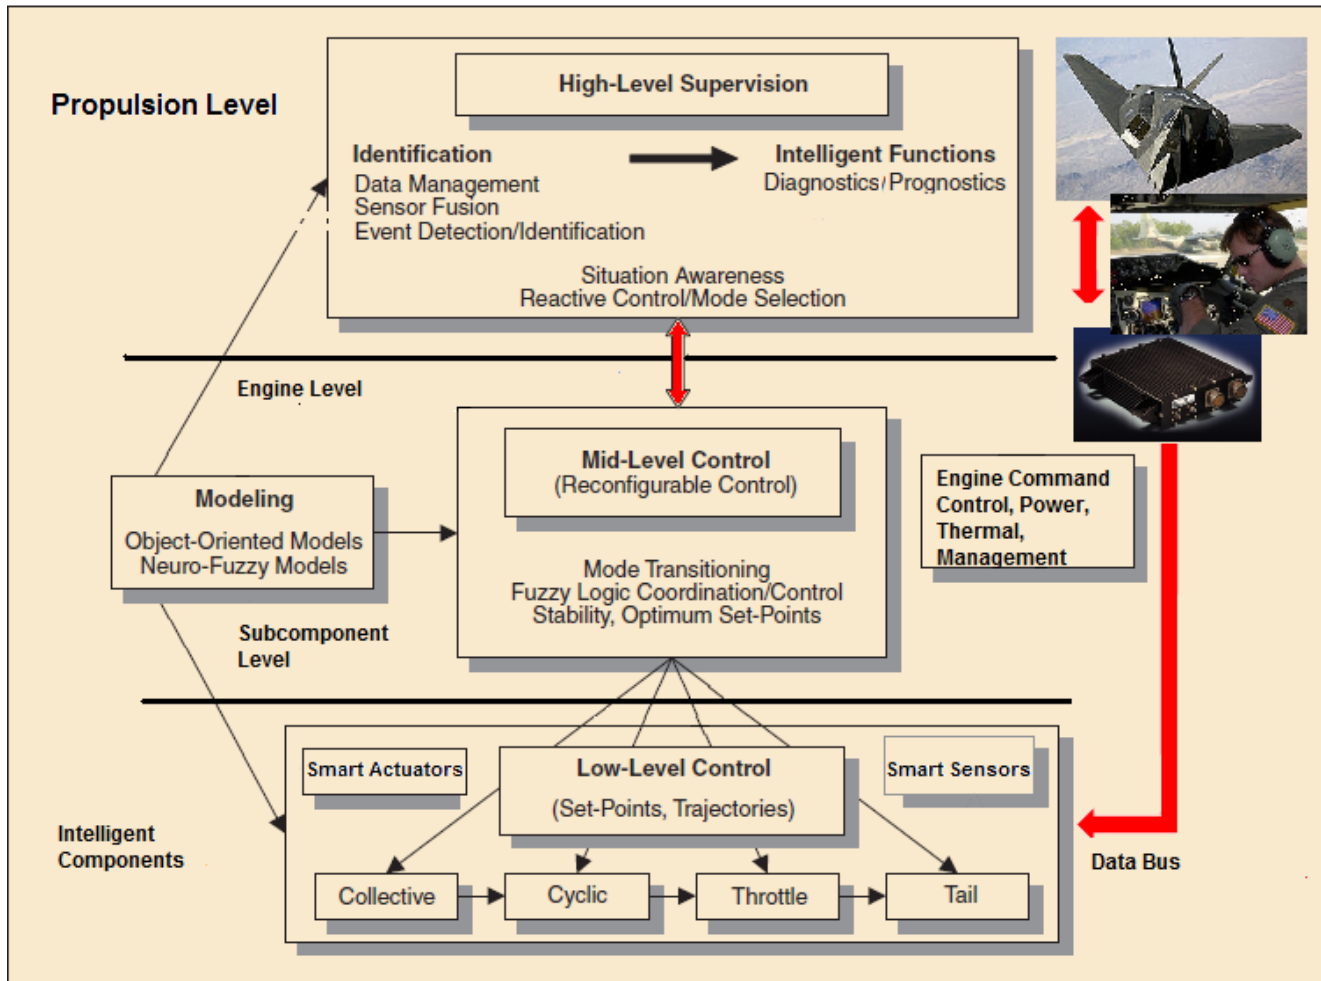 Propulsion Level
High-Level Supervision
Identification
Data Management
Sensor Fusion
Event Detection/Identification
Intelligent Functions
Diagnostics/Prognostics
Situation Awareness
Reactive Control/Mode Selection
Engine Level
Modeling
Object-Oriented Models
Neuro-Fuzzy Models
Mid-Level Control
(Reconfigurable Control)
Mode Transitioning
Fuzzy Logic Coordination/Control
Stability, Optimum Set-Points
Engine Command
Control, Power,
Thermal,
Management
Subcomponent
Level
Smart Actuators
Low-Level Control
(Set-Points, Trajectories)
Smart Sensors
Intelligent
Components
Collective
Cyclic
Throttle
Tail
Data Bus